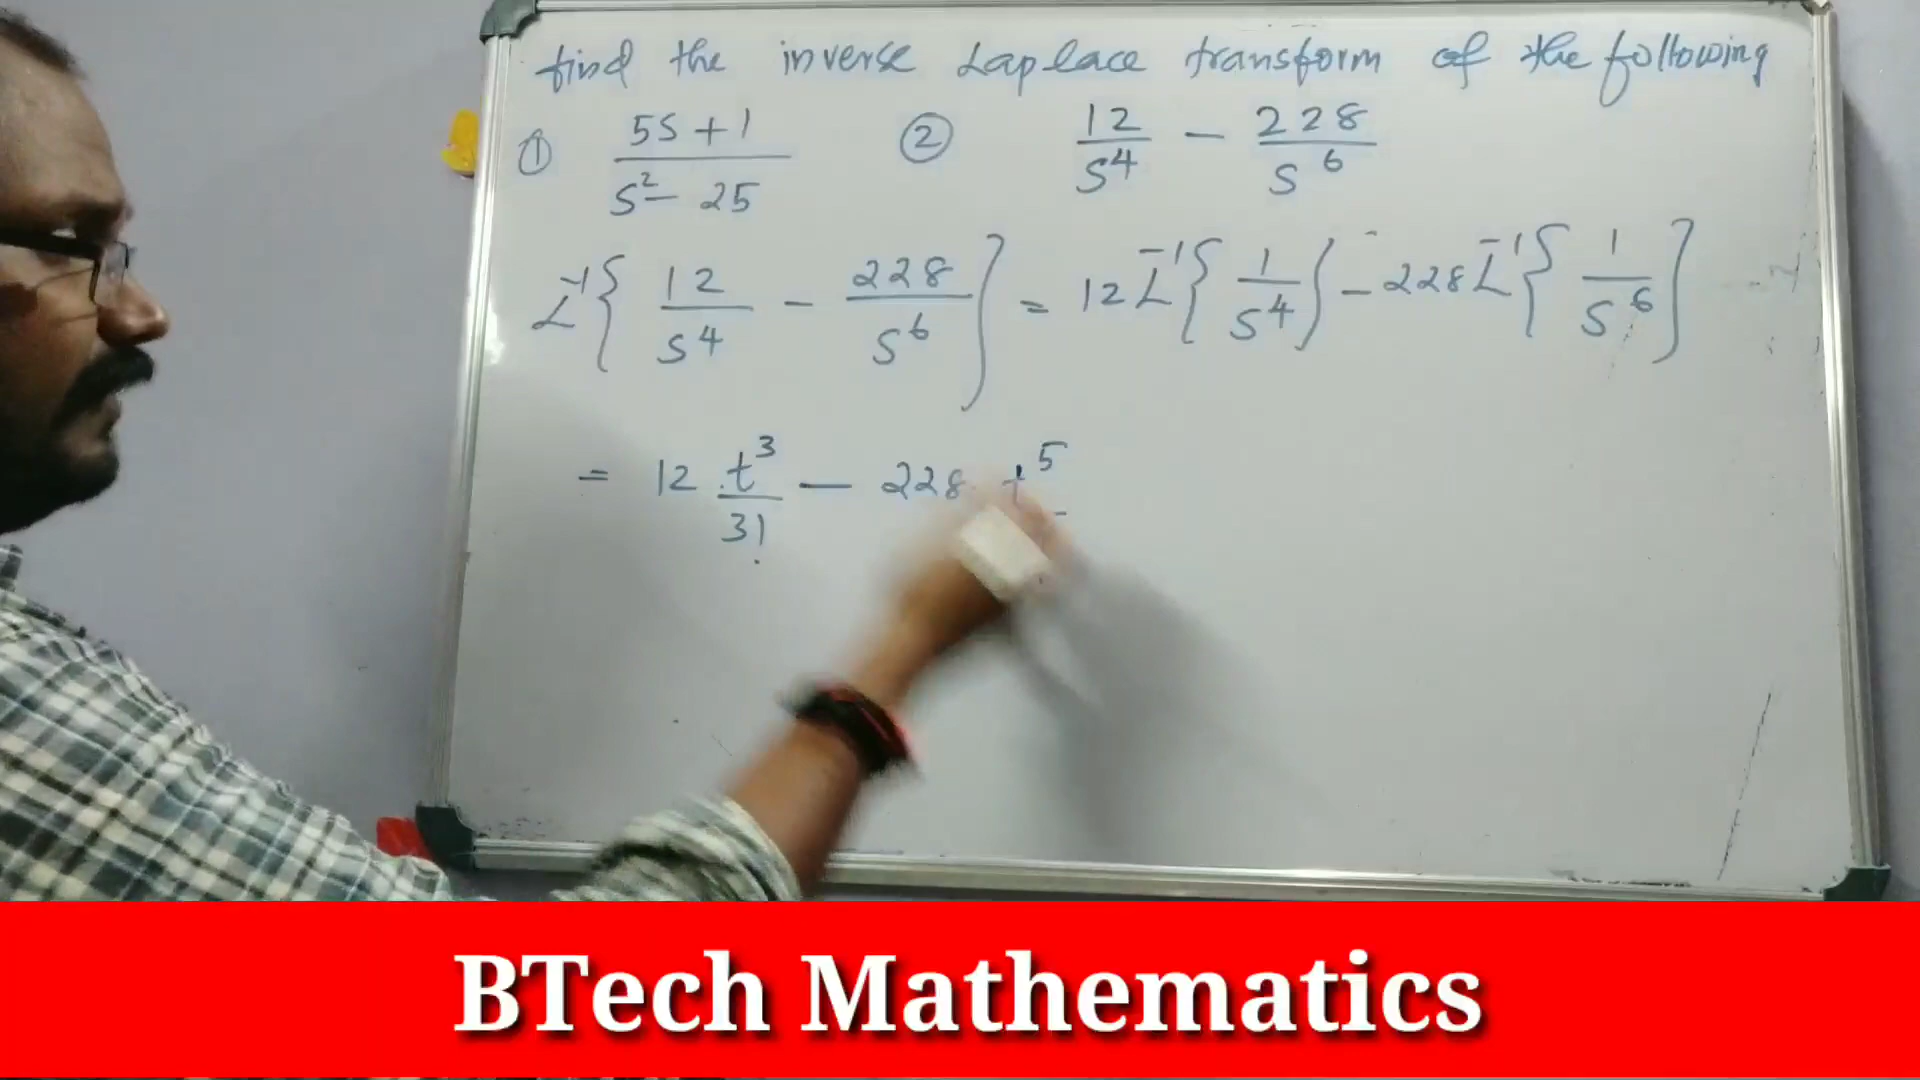 find the inverse Laplace transform of the following
① 5S + 1 / S² - 25 ② 12 / S⁴ - 228 / S⁶
L⁻¹{ 12 / S⁴ - 228 / S⁶ } = 12 L⁻¹{ 1 / S⁴ } - 228 L⁻¹{ 1 / S⁶ }
= 12 t³ / 3! - 228 t⁵
BTech Mathematics